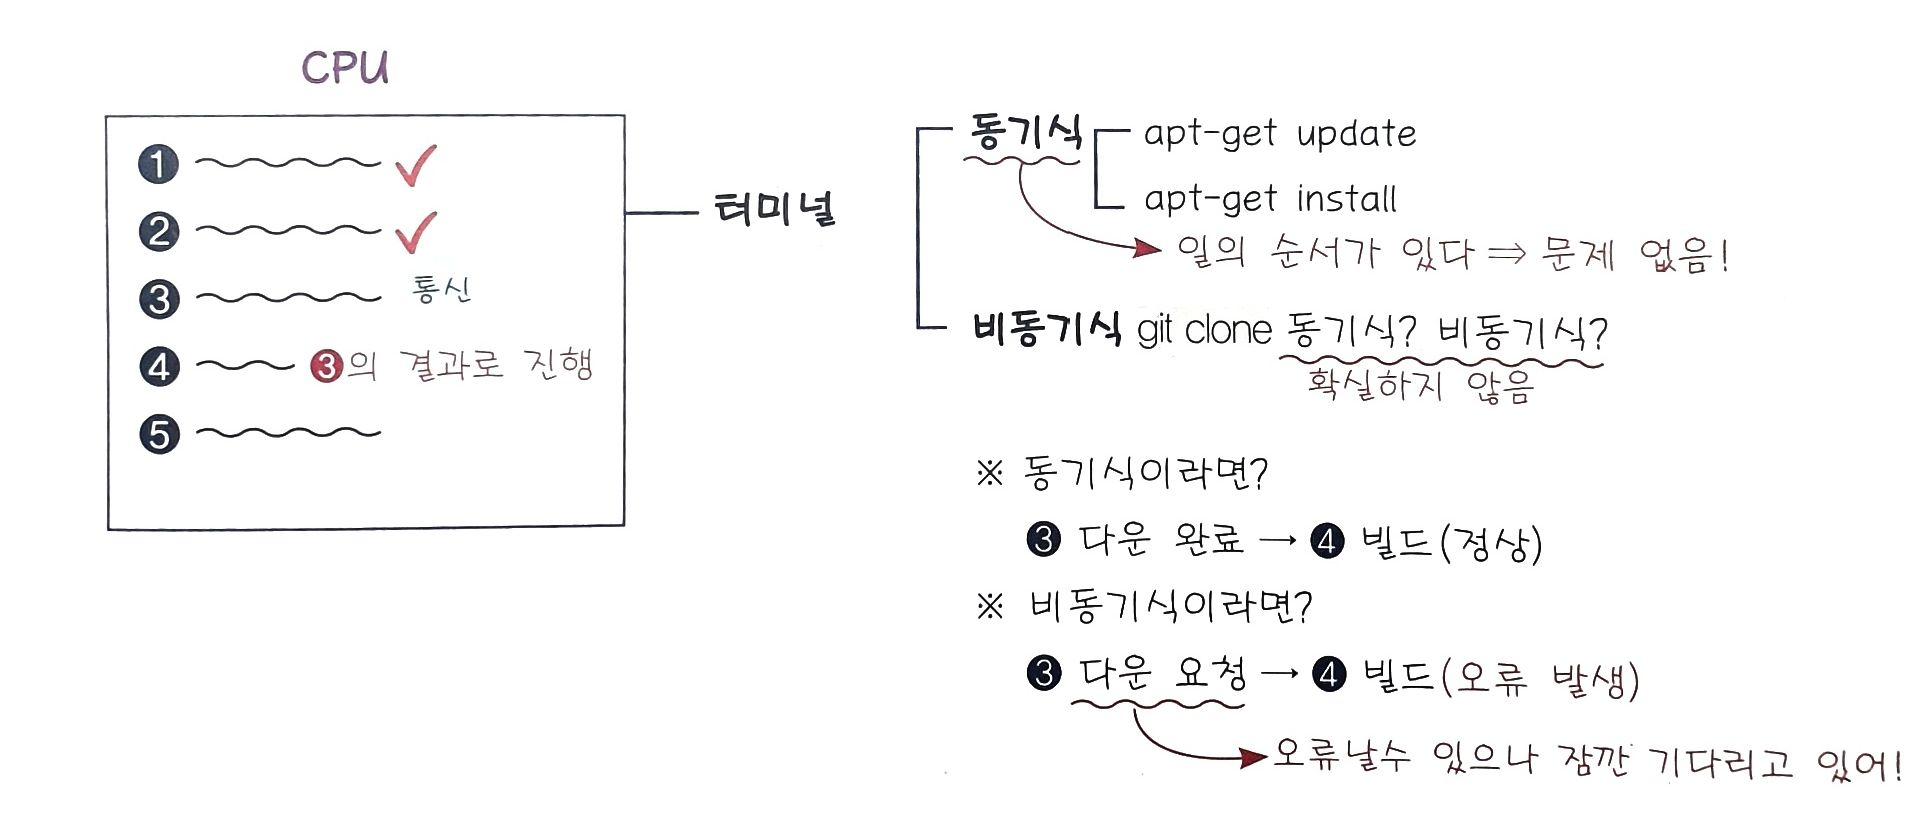 CPU
❶ ✓
❷ ✓
❸ 통신
❹ ❸의 결과로 진행
❺
터미널
동기식
apt-get update
apt-get install
일의 순서가 있다 ⇒ 문제 없음!
비동기식 git clone 동기식? 비동기식?
확실하지 않음
※ 동기식이라면?
❸ 다운 완료 → ❹ 빌드(정상)
※ 비동기식이라면?
❸ 다운 요청 → ❹ 빌드(오류 발생)
오류날수 있으나 잠깐 기다리고 있어!